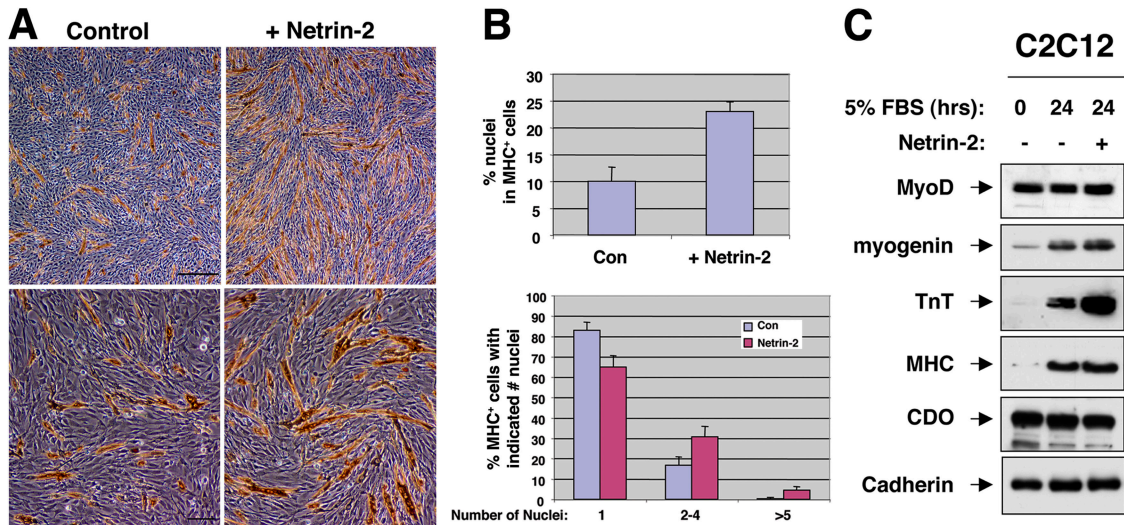 A
Control
+ Netrin-2
B
% nuclei
in MHC⁺ cells
30
25
20
15
10
5
0
Con
+ Netrin-2
% MHC⁺ cells with
indicated # nuclei
100
90
80
70
60
50
40
30
20
10
0
Con
Netrin-2
Number of Nuclei: 1 2-4 >5
C
C2C12
5% FBS (hrs): 0 24 24
Netrin-2: - - +
MyoD
myogenin
TnT
MHC
CDO
Cadherin